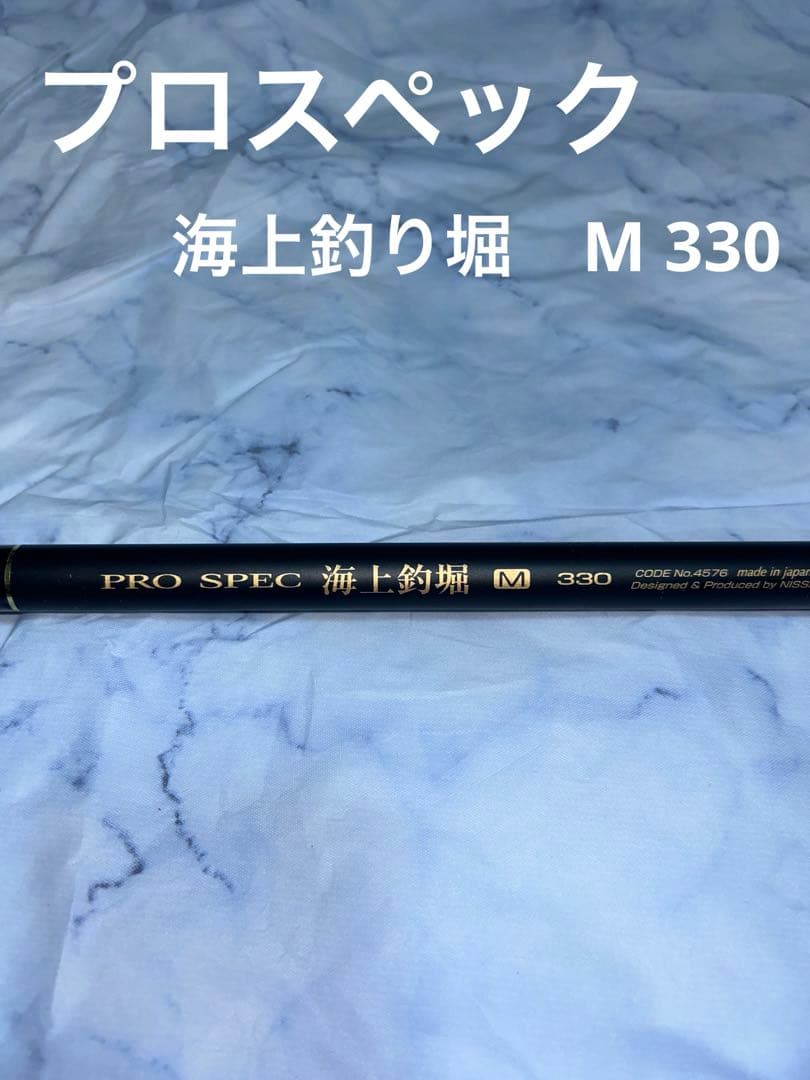 プロスペック
海上釣り堀 M 330
PRO SPEC 海上釣堀 M 330 CODE No.4576 made in japan
Designed & Produced by